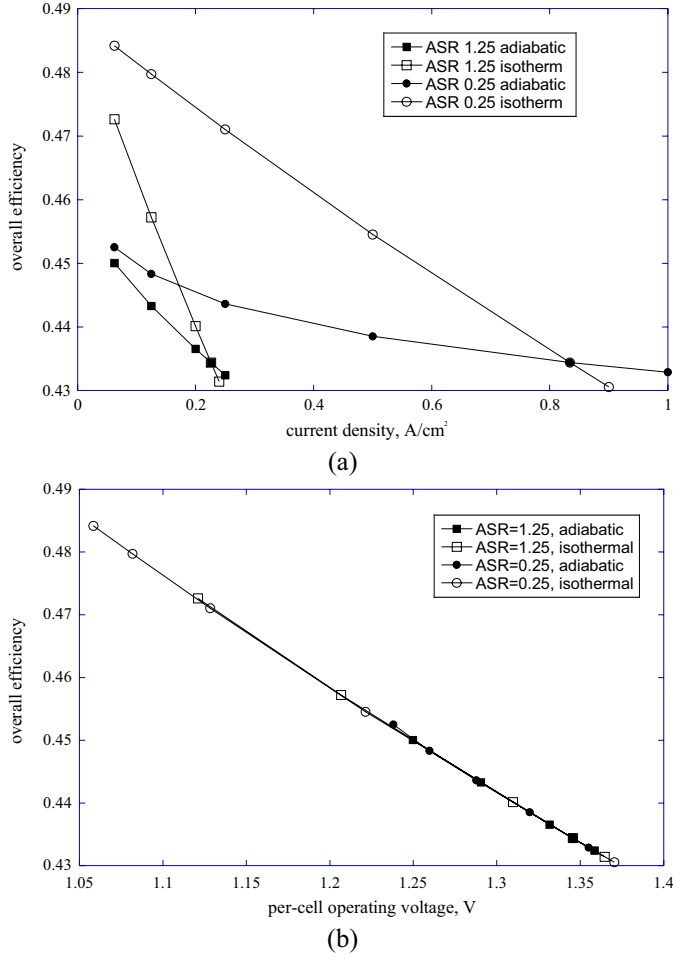 0.49
0.48
0.47
0.46
0.45
0.44
0.43
overall efficiency
ASR 1.25 adiabatic
ASR 1.25 isotherm
ASR 0.25 adiabatic
ASR 0.25 isotherm
0 0.2 0.4 0.6 0.8 1
current density, A/cm²
(a)
0.49
0.48
0.47
0.46
0.45
0.44
0.43
overall efficiency
ASR=1.25, adiabatic
ASR=1.25, isothermal
ASR=0.25, adiabatic
ASR=0.25, isothermal
1.05 1.1 1.15 1.2 1.25 1.3 1.35 1.4
per-cell operating voltage, V
(b)